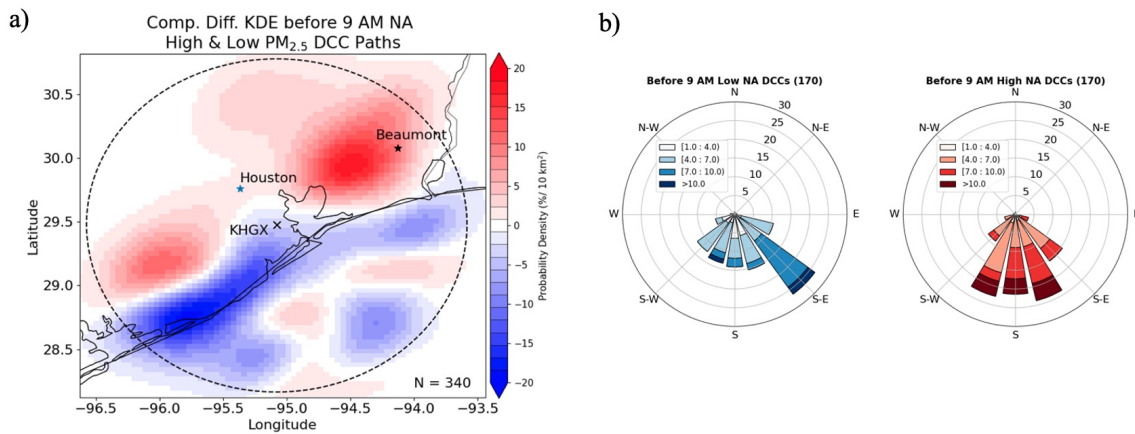 a)
Comp. Diff. KDE before 9 AM NA
High & Low PM2.5 DCC Paths
30.5
30.0
29.5
29.0
28.5
Latitude
Beaumont
Houston
KHGX
N = 340
−96.5 −96.0 −95.5 −95.0 −94.5 −94.0 −93.5
Longitude
20
15
10
5
0
−5
−10
−15
−20
Probability Density (%/ 10 km²)
b)
Before 9 AM Low NA DCCs (170)
N
N-E
E
S-E
S
S-W
W
N-W
30
25
20
15
10
5
[1.0 : 4.0)
[4.0 : 7.0)
[7.0 : 10.0)
>10.0
Before 9 AM High NA DCCs (170)
N
N-E
S-E
S
S-W
W
N-W
30
25
20
15
10
5
[1.0 : 4.0)
[4.0 : 7.0)
[7.0 : 10.0)
>10.0